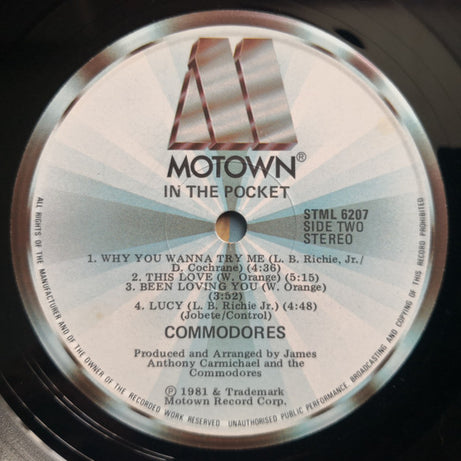 MOTOWN®
IN THE POCKET
STML 6207
SIDE TWO
STEREO
1. WHY YOU WANNA TRY ME (L. B. Richie, Jr./
D. Cochrane) (4:36)
2. THIS LOVE (W. Orange) (5:15)
3. BEEN LOVING YOU (W. Orange)
(3:52)
4. LUCY (L. B. Richie Jr.) (4:48)
(Jobete/Control)
COMMODORES
Produced and Arranged by James
Anthony Carmichael and the
Commodores
℗ 1981 & Trademark
Motown Record Corp.
ALL RIGHTS OF THE MANUFACTURER AND OF THE OWNER OF THE RECORDED WORK RESERVED UNAUTHORISED PUBLIC PERFORMANCE BROADCASTING AND COPYING OF THIS RECORD PROHIBITED